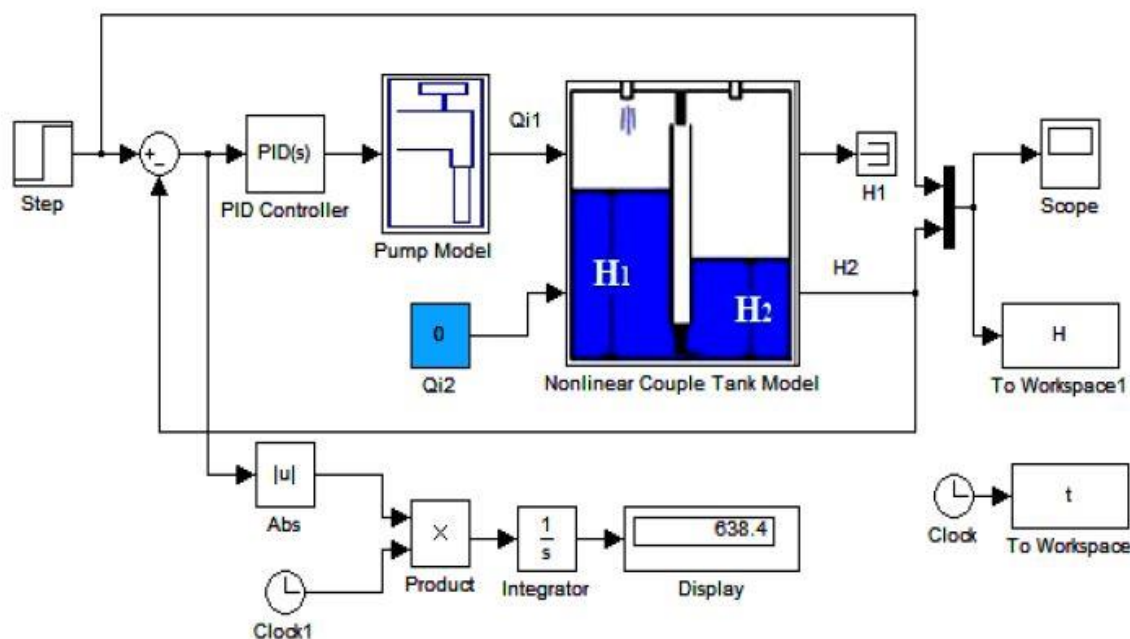 Step
+
−
PID(s)
PID Controller
Pump Model
Qi1
0
Qi2
H1
H2
Nonlinear Couple Tank Model
H1
H2
Scope
H
To Workspace1
|u|
Abs
Clock1
×
Product
1
s
Integrator
638.4
Display
Clock
t
To Workspace